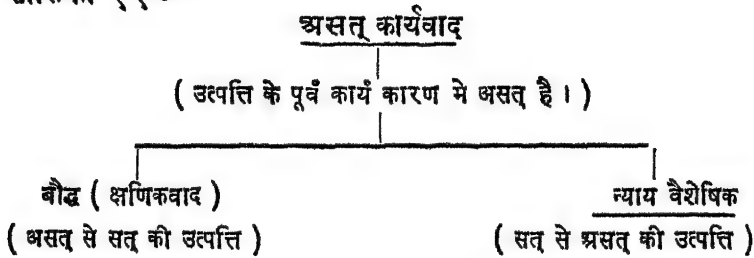 असत् कार्यवाद
( उत्पत्ति के पूर्वं कार्यं कारण मे असत् है । )
बौद्ध ( क्षणिकवाद )
न्याय वैशेषिक
( असत् से सत् की उत्पत्ति )
( सत् से असत् की उत्पत्ति )